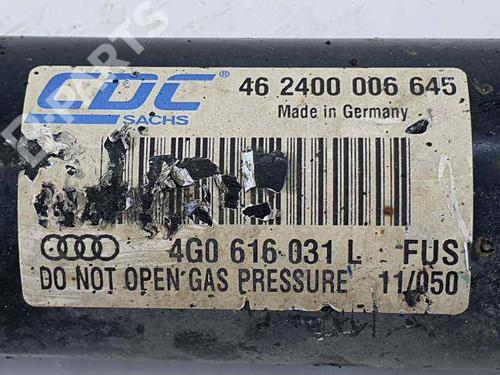 CDC®
SACHS
46 2400 006 645
Made in Germany
4G0 616 031 L FUS
DO NOT OPEN GAS PRESSURE 11/050